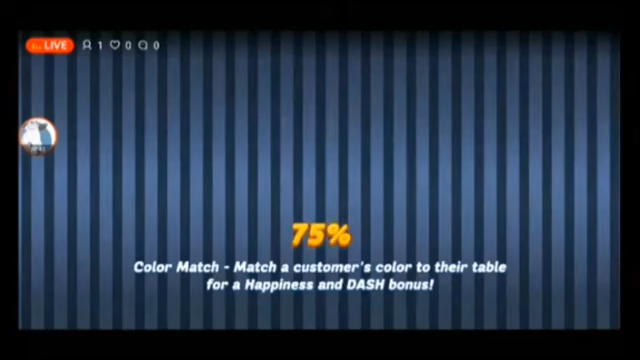 LIVE 1 0 0
75%
Color Match - Match a customer's color to their table
for a Happiness and DASH bonus!